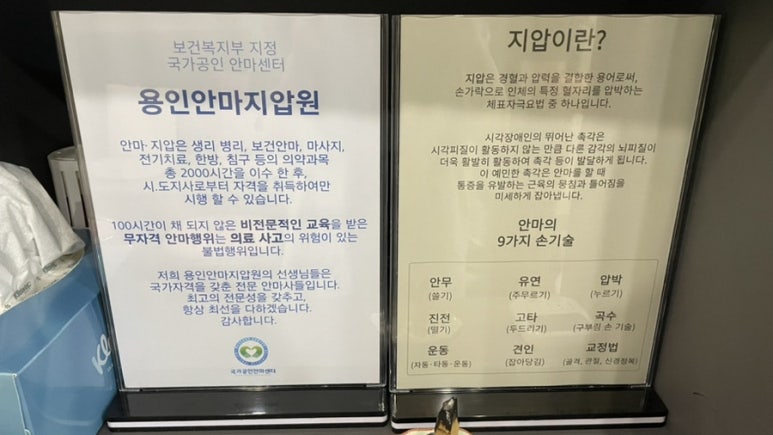 보건복지부 지정
국가공인 안마센터
용인안마지압원
안마·지압은 생리 병리, 보건안마, 마사지,
전기치료, 한방, 침구 등의 의약과목
총 2000시간을 이수 한 후,
시.도지사로부터 자격을 취득하여만
시행 할 수 있습니다.
100시간이 채 되지 않은 비전문적인 교육을 받은
무자격 안마행위는 의료 사고의 위험이 있는
불법행위입니다.
저희 용인안마지압원의 선생님들은
국가자격을 갖춘 전문 안마사들입니다.
최고의 전문성을 갖추고,
항상 최선을 다하겠습니다.
감사합니다.
국가공인안마센터
지압이란?
지압은 경혈과 압력을 결합한 용어로써,
손가락으로 인체의 특정 혈자리를 압박하는
체표자극요법 중 하나입니다.
시각장애인의 뛰어난 촉각은
시각피질이 활동하지 않는 만큼 다른 감각의 뇌피질이
더욱 활발히 활동하여 촉각 등이 발달하게 됩니다.
이 예민한 촉각은 안마를 할 때
통증을 유발하는 근육의 뭉침과 틀어짐을
미세하게 잡아냅니다.
안마의
9가지 손기술
안무 유연 압박
(쓸기) (주무르기) (누르기)
진전 고타 곡수
(떨기) (두드리기) (구부림 손 기술)
운동 견인 교정법
(자동·타동·운동) (잡아당김) (골격, 관절, 신경정복)